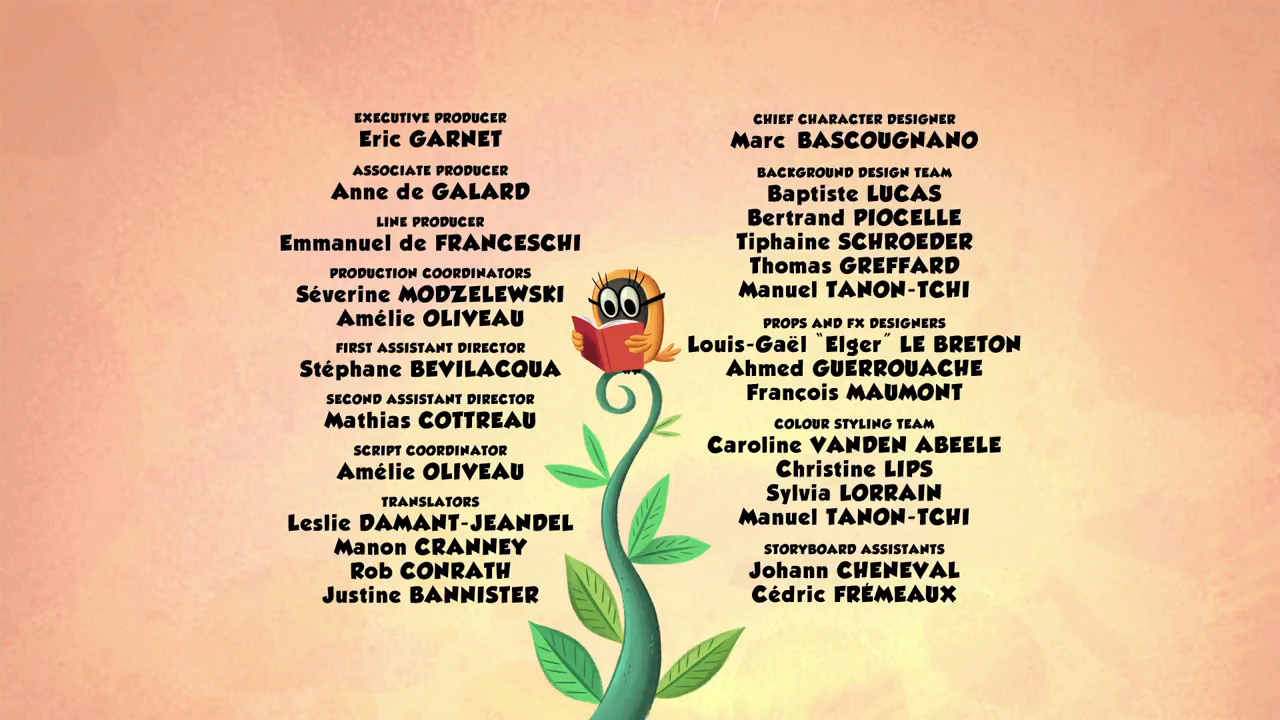 EXECUTIVE PRODUCER
Eric GARNET
ASSOCIATE PRODUCER
Anne de GALARD
LINE PRODUCER
Emmanuel de FRANCESCHI
PRODUCTION COORDINATORS
Séverine MODZELEWSKI
Amélie OLIVEAU
FIRST ASSISTANT DIRECTOR
Stéphane BEVILACQUA
SECOND ASSISTANT DIRECTOR
Mathias COTTREAU
SCRIPT COORDINATOR
Amélie OLIVEAU
TRANSLATORS
Leslie DAMANT-JEANDEL
Manon CRANNEY
Rob CONRATH
Justine BANNISTER
CHIEF CHARACTER DESIGNER
Marc BASCOUGNANO
BACKGROUND DESIGN TEAM
Baptiste LUCAS
Bertrand PIOCELLE
Tiphaine SCHROEDER
Thomas GREFFARD
Manuel TANON-TCHI
PROPS AND FX DESIGNERS
Louis-Gaël "Elger" LE BRETON
Ahmed GUERROUACHE
François MAUMONT
COLOUR STYLING TEAM
Caroline VANDEN ABEELE
Christine LIPS
Sylvia LORRAIN
Manuel TANON-TCHI
STORYBOARD ASSISTANTS
Johann CHENEVAL
Cédric FRÉMEAUX